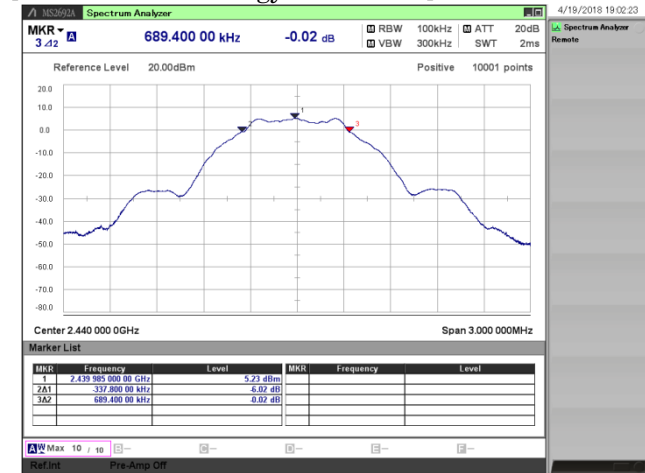 MS2692A Spectrum Analyzer
4/19/2018 19:02:23
MKR
3 Δ2
A
689.400 00 kHz
-0.02 dB
RBW 100kHz
VBW 300kHz
ATT 20dB
SWT 2ms
Spectrum Analyzer
Remote
Reference Level 20.00dBm
Positive 10001 points
20.0
10.0
0.0
-10.0
-20.0
-30.0
-40.0
-50.0
-60.0
-70.0
-80.0
1
2
3
Center 2.440 000 0GHz
Span 3.000 000MHz
Marker List
MKR Frequency Level MKR Frequency Level
1 2.439 985 000 00 GHz 5.23 dBm
2Δ1 -337.800 00 kHz -6.02 dB
3Δ2 689.400 00 kHz -0.02 dB
A W Max 10 / 10 B-- D-- E-- F--
Ref.Int Pre-Amp Off